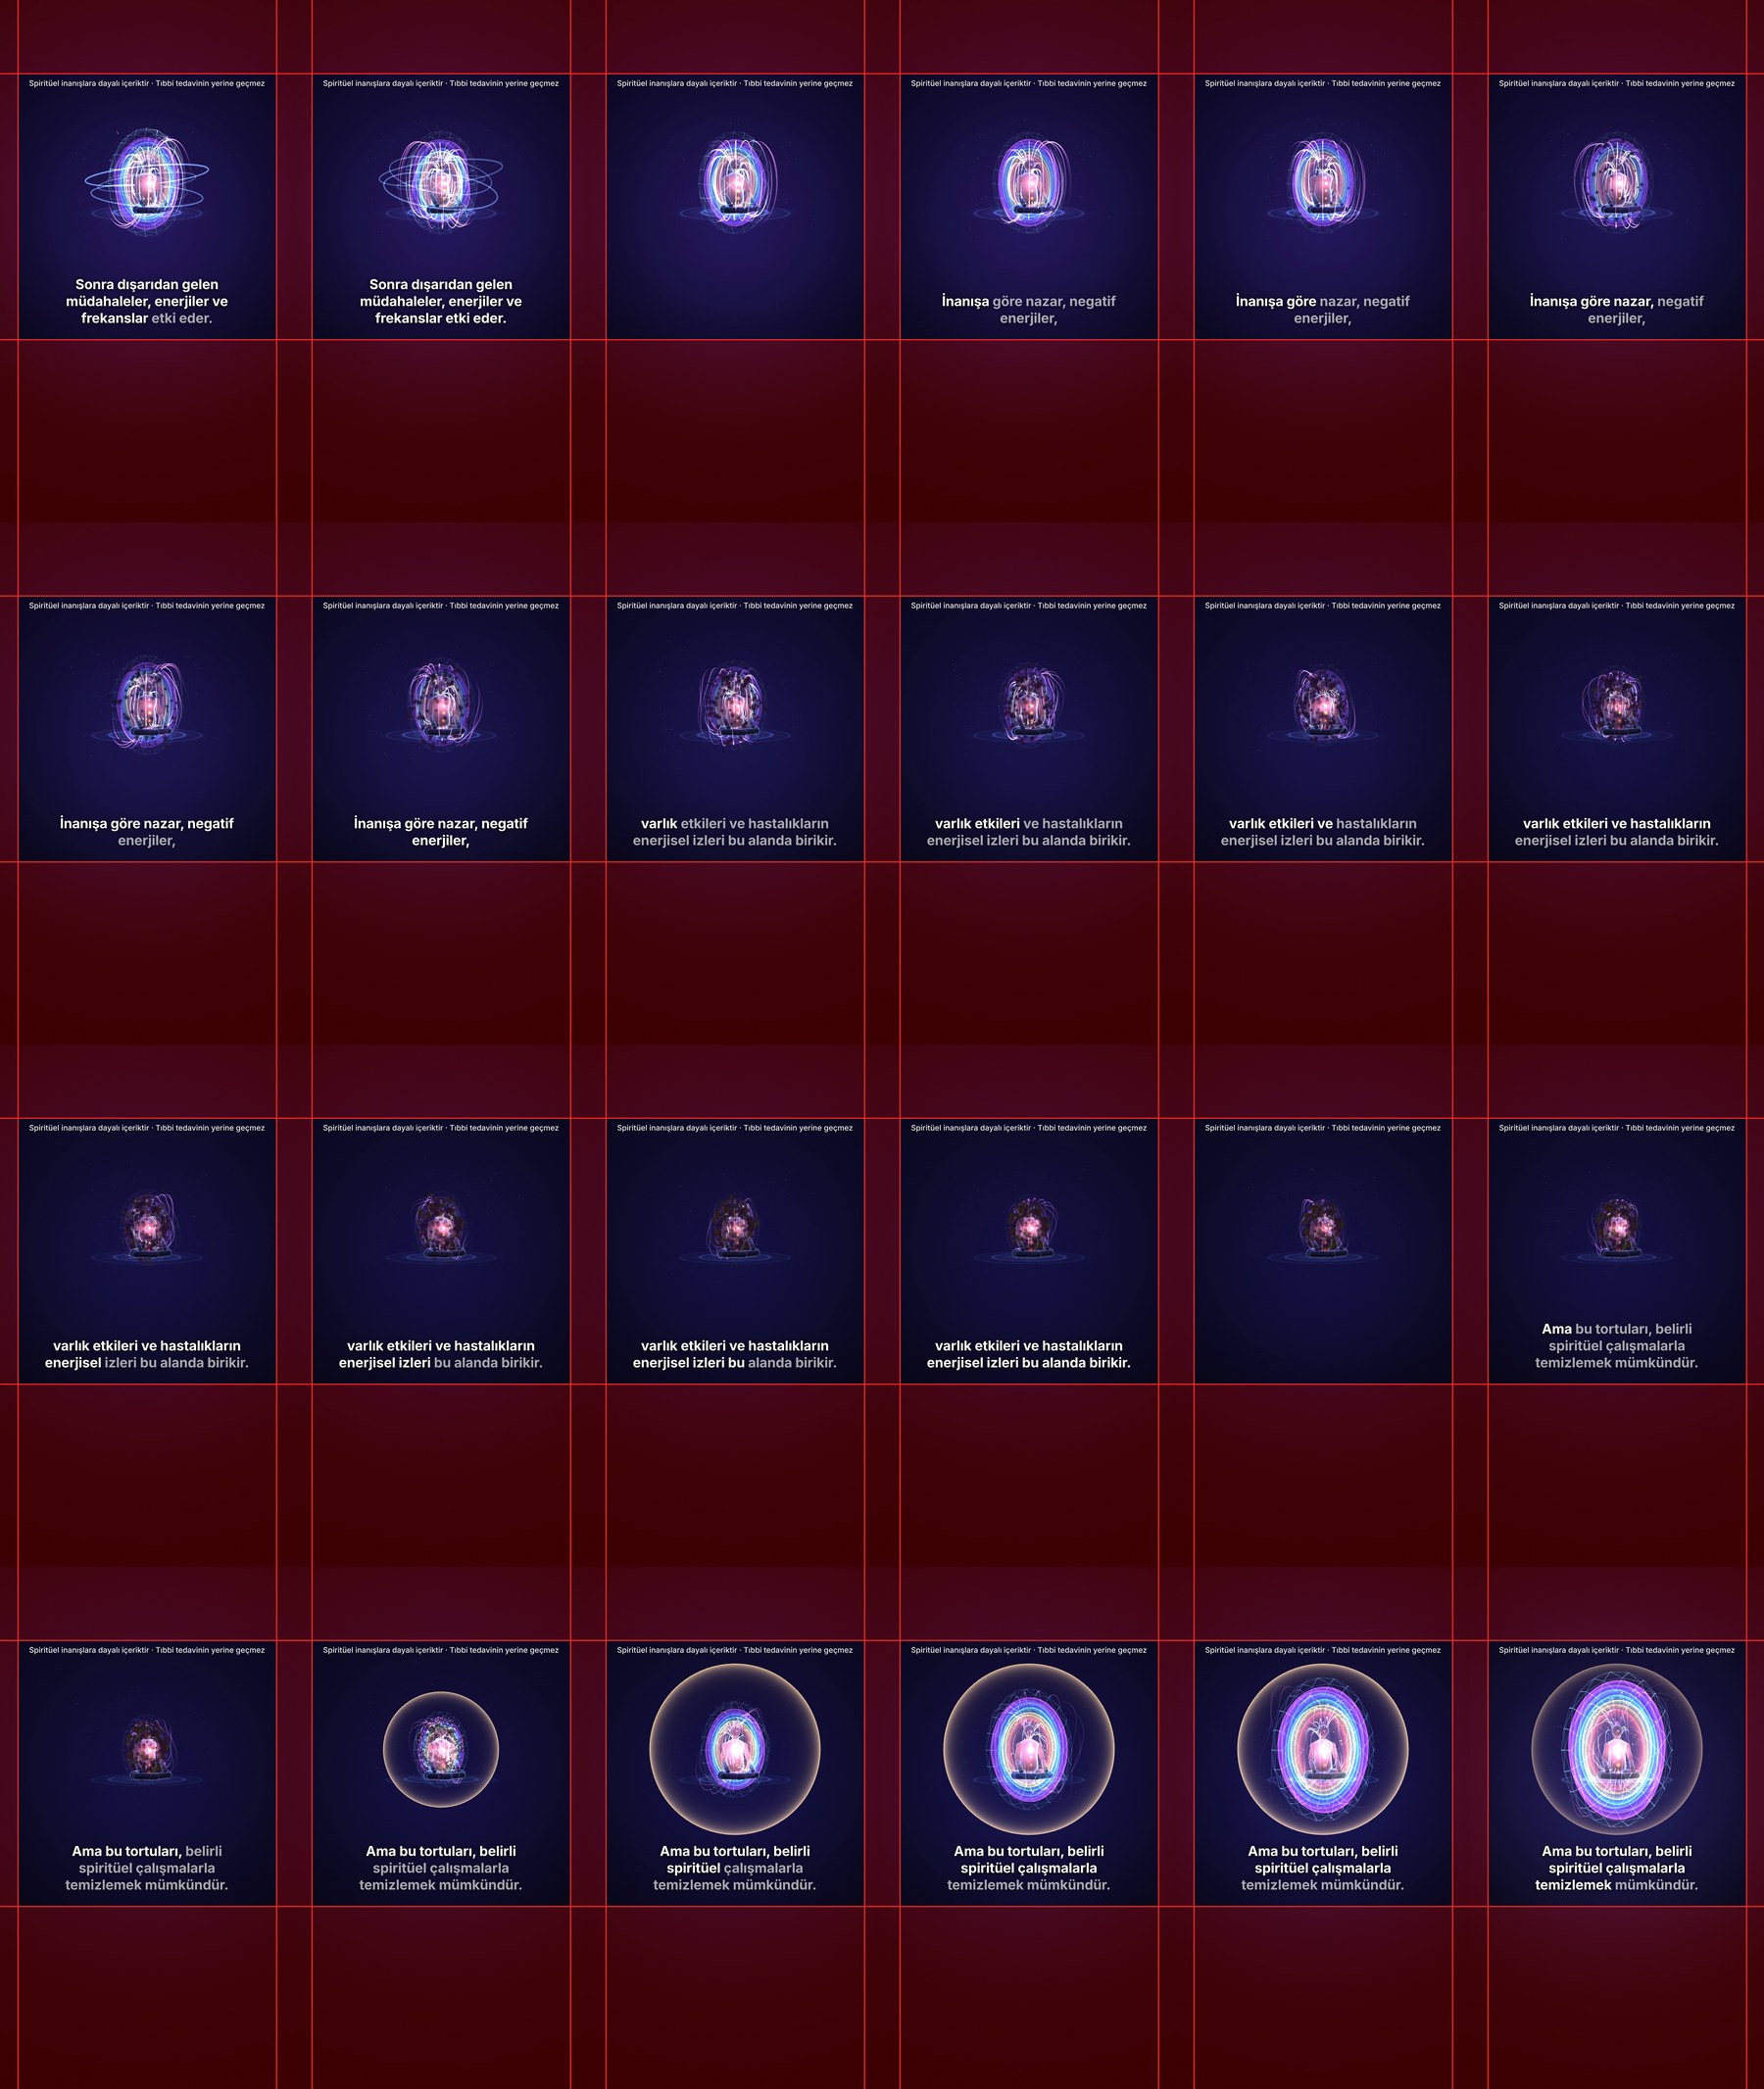 Spiritüel inanışlara dayalı içeriktir · Tıbbi tedavinin yerine geçmez
Sonra dışarıdan gelen
müdahaleler, enerjiler ve
frekanslar etki eder.
Spiritüel inanışlara dayalı içeriktir · Tıbbi tedavinin yerine geçmez
Sonra dışarıdan gelen
müdahaleler, enerjiler ve
frekanslar etki eder.
Spiritüel inanışlara dayalı içeriktir · Tıbbi tedavinin yerine geçmez
Spiritüel inanışlara dayalı içeriktir · Tıbbi tedavinin yerine geçmez
İnanışa göre nazar, negatif
enerjiler,
Spiritüel inanışlara dayalı içeriktir · Tıbbi tedavinin yerine geçmez
İnanışa göre nazar, negatif
enerjiler,
Spiritüel inanışlara dayalı içeriktir · Tıbbi tedavinin yerine geçmez
İnanışa göre nazar, negatif
enerjiler,
Spiritüel inanışlara dayalı içeriktir · Tıbbi tedavinin yerine geçmez
İnanışa göre nazar, negatif
enerjiler,
Spiritüel inanışlara dayalı içeriktir · Tıbbi tedavinin yerine geçmez
İnanışa göre nazar, negatif
enerjiler,
Spiritüel inanışlara dayalı içeriktir · Tıbbi tedavinin yerine geçmez
varlık etkileri ve hastalıkların
enerjisel izleri bu alanda birikir.
Spiritüel inanışlara dayalı içeriktir · Tıbbi tedavinin yerine geçmez
varlık etkileri ve hastalıkların
enerjisel izleri bu alanda birikir.
Spiritüel inanışlara dayalı içeriktir · Tıbbi tedavinin yerine geçmez
varlık etkileri ve hastalıkların
enerjisel izleri bu alanda birikir.
Spiritüel inanışlara dayalı içeriktir · Tıbbi tedavinin yerine geçmez
varlık etkileri ve hastalıkların
enerjisel izleri bu alanda birikir.
Spiritüel inanışlara dayalı içeriktir · Tıbbi tedavinin yerine geçmez
varlık etkileri ve hastalıkların
enerjisel izleri bu alanda birikir.
Spiritüel inanışlara dayalı içeriktir · Tıbbi tedavinin yerine geçmez
varlık etkileri ve hastalıkların
enerjisel izleri bu alanda birikir.
Spiritüel inanışlara dayalı içeriktir · Tıbbi tedavinin yerine geçmez
varlık etkileri ve hastalıkların
enerjisel izleri bu alanda birikir.
Spiritüel inanışlara dayalı içeriktir · Tıbbi tedavinin yerine geçmez
varlık etkileri ve hastalıkların
enerjisel izleri bu alanda birikir.
Spiritüel inanışlara dayalı içeriktir · Tıbbi tedavinin yerine geçmez
Spiritüel inanışlara dayalı içeriktir · Tıbbi tedavinin yerine geçmez
Ama bu tortuları, belirli
spiritüel çalışmalarla
temizlemek mümkündür.
Spiritüel inanışlara dayalı içeriktir · Tıbbi tedavinin yerine geçmez
Ama bu tortuları, belirli
spiritüel çalışmalarla
temizlemek mümkündür.
Spiritüel inanışlara dayalı içeriktir · Tıbbi tedavinin yerine geçmez
Ama bu tortuları, belirli
spiritüel çalışmalarla
temizlemek mümkündür.
Spiritüel inanışlara dayalı içeriktir · Tıbbi tedavinin yerine geçmez
Ama bu tortuları, belirli
spiritüel çalışmalarla
temizlemek mümkündür.
Spiritüel inanışlara dayalı içeriktir · Tıbbi tedavinin yerine geçmez
Ama bu tortuları, belirli
spiritüel çalışmalarla
temizlemek mümkündür.
Spiritüel inanışlara dayalı içeriktir · Tıbbi tedavinin yerine geçmez
Ama bu tortuları, belirli
spiritüel çalışmalarla
temizlemek mümkündür.
Spiritüel inanışlara dayalı içeriktir · Tıbbi tedavinin yerine geçmez
Ama bu tortuları, belirli
spiritüel çalışmalarla
temizlemek mümkündür.